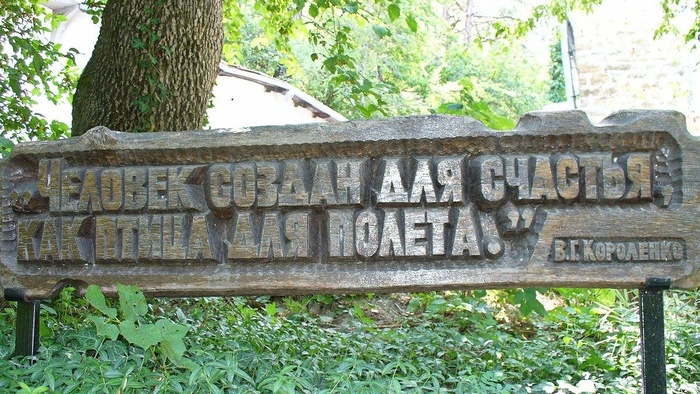 „Человек создан для счастья,
как птица для полета.”
В.Г. Короленко